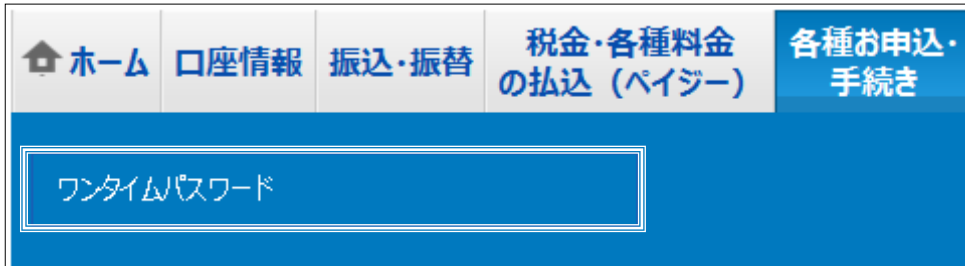 ホーム
口座情報
振込・振替
税金・各種料金
の払込（ペイジー）
各種お申込・
手続き
ワンタイムパスワード